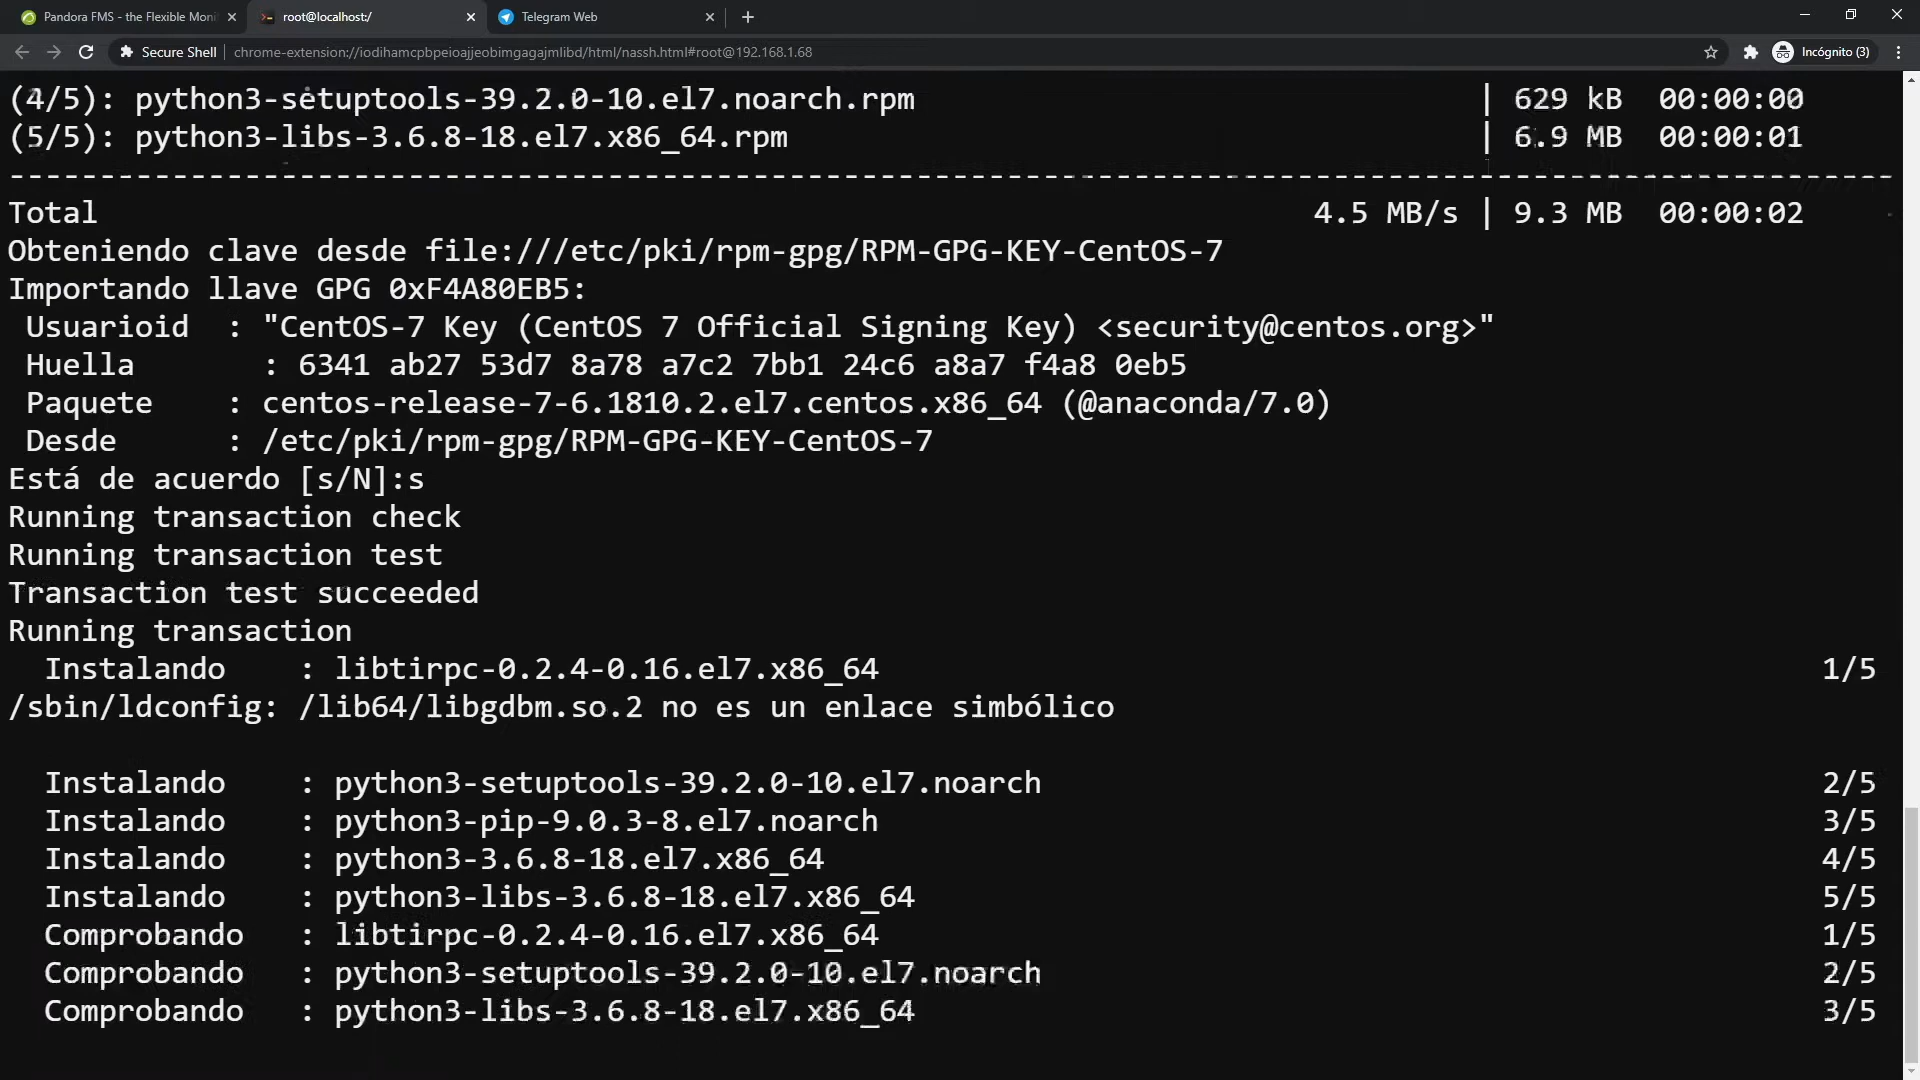 Pandora FMS - the Flexible Moni
root@localhost:/
Telegram Web
Secure Shell
chrome-extension://iodihamcpbpeioajjeobimgagajmlibd/html/nassh.html#root@192.168.1.68
Incógnito (3)
(4/5): python3-setuptools-39.2.0-10.el7.noarch.rpm | 629 kB 00:00:00
(5/5): python3-libs-3.6.8-18.el7.x86_64.rpm | 6.9 MB 00:00:01
--------------------------------------------------------------------------------------------------------
Total 4.5 MB/s | 9.3 MB 00:00:02
Obteniendo clave desde file:///etc/pki/rpm-gpg/RPM-GPG-KEY-CentOS-7
Importando llave GPG 0xF4A80EB5:
Usuarioid : "CentOS-7 Key (CentOS 7 Official Signing Key) <security@centos.org>"
Huella : 6341 ab27 53d7 8a78 a7c2 7bb1 24c6 a8a7 f4a8 0eb5
Paquete : centos-release-7-6.1810.2.el7.centos.x86_64 (@anaconda/7.0)
Desde : /etc/pki/rpm-gpg/RPM-GPG-KEY-CentOS-7
Está de acuerdo [s/N]:s
Running transaction check
Running transaction test
Transaction test succeeded
Running transaction
Instalando : libtirpc-0.2.4-0.16.el7.x86_64 1/5
/sbin/ldconfig: /lib64/libgdbm.so.2 no es un enlace simbólico
Instalando : python3-setuptools-39.2.0-10.el7.noarch 2/5
Instalando : python3-pip-9.0.3-8.el7.noarch 3/5
Instalando : python3-3.6.8-18.el7.x86_64 4/5
Instalando : python3-libs-3.6.8-18.el7.x86_64 5/5
Comprobando : libtirpc-0.2.4-0.16.el7.x86_64 1/5
Comprobando : python3-setuptools-39.2.0-10.el7.noarch 2/5
Comprobando : python3-libs-3.6.8-18.el7.x86_64 3/5